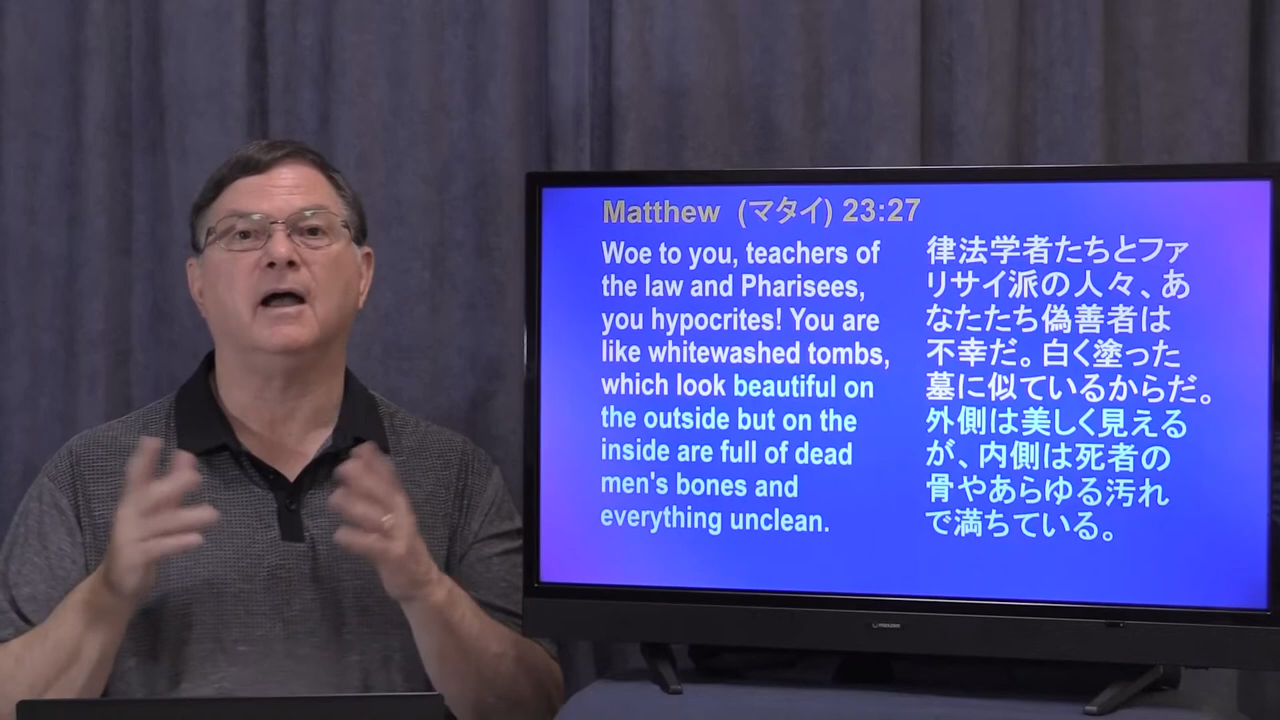 Matthew (マタイ) 23:27
Woe to you, teachers of
the law and Pharisees,
you hypocrites! You are
like whitewashed tombs,
which look beautiful on
the outside but on the
inside are full of dead
men's bones and
everything unclean.
律法学者たちとファ
リサイ派の人々、あ
なたたち偽善者は
不幸だ。白く塗った
墓に似ているからだ。
外側は美しく見える
が、内側は死者の
骨やあらゆる汚れ
で満ちている。